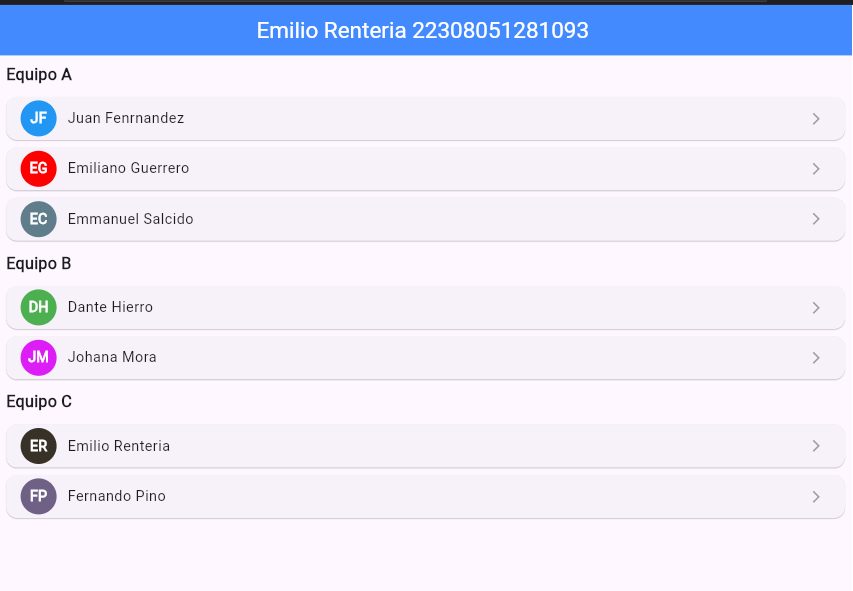 Emilio Renteria 22308051281093
Equipo A
JF Juan Fenrnandez
EG Emiliano Guerrero
EC Emmanuel Salcido
Equipo B
DH Dante Hierro
JM Johana Mora
Equipo C
ER Emilio Renteria
FP Fernando Pino